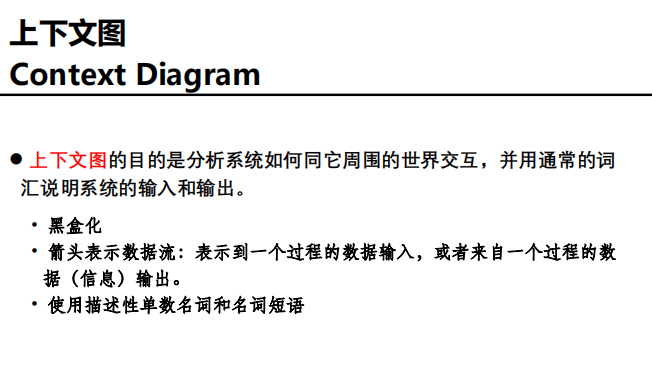 上下文图
Context Diagram
● 上下文图的目的是分析系统如何同它周围的世界交互，并用通常的词
汇说明系统的输入和输出。
• 黑盒化
• 箭头表示数据流：表示到一个过程的数据输入，或者来自一个过程的数
据（信息）输出。
• 使用描述性单数名词和名词短语